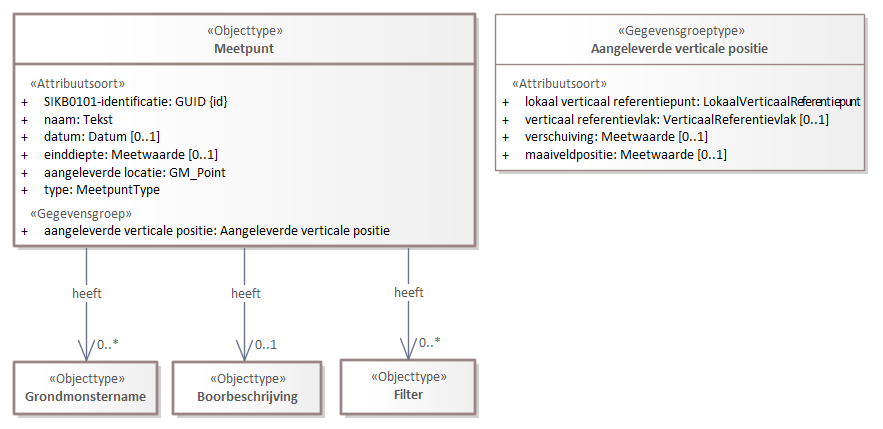 «Objecttype»
Meetpunt
«Attribuutsoort»
+ SIKB0101-identificatie: GUID {id}
+ naam: Tekst
+ datum: Datum [0..1]
+ einddiepte: Meetwaarde [0..1]
+ aangeleverde locatie: GM_Point
+ type: MeetpuntType
«Gegevensgroep»
+ aangeleverde verticale positie: Aangeleverde verticale positie
«Gegevensgroeptype»
Aangeleverde verticale positie
«Attribuutsoort»
+ lokaal verticaal referentiepunt: LokaalVerticaalReferentiepunt
+ verticaal referentievlak: VerticaalReferentievlak [0..1]
+ verschuiving: Meetwaarde [0..1]
+ maaiveldpositie: Meetwaarde [0..1]
heeft
heeft
heeft
0..*
0..1
0..*
«Objecttype»
Grondmonstername
«Objecttype»
Boorbeschrijving
«Objecttype»
Filter